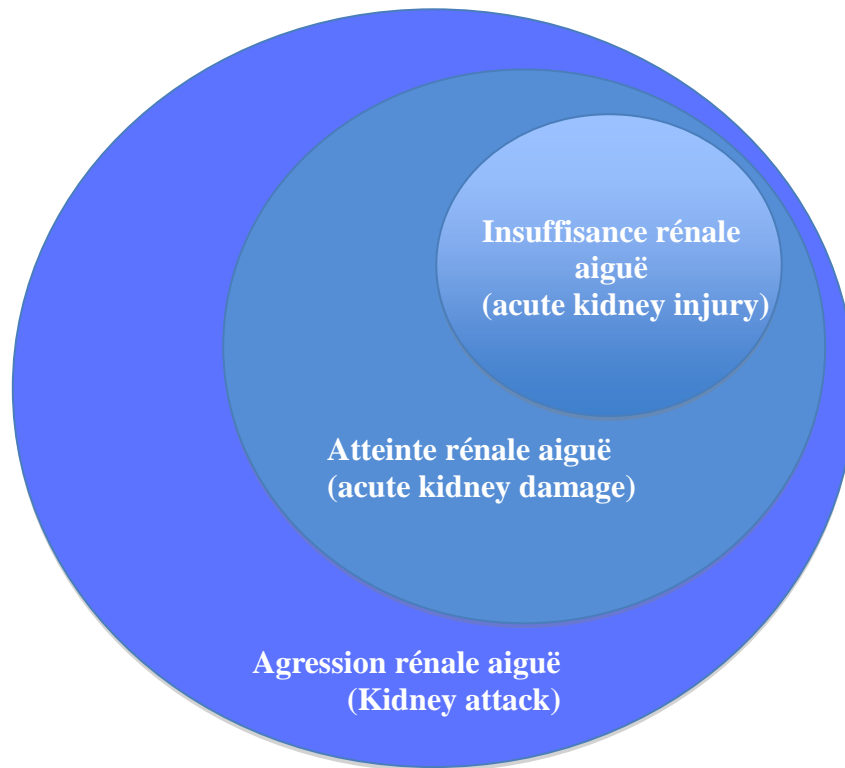 Insuffisance rénale
aiguë
(acute kidney injury)
Atteinte rénale aiguë
(acute kidney damage)
Agression rénale aiguë
(Kidney attack)